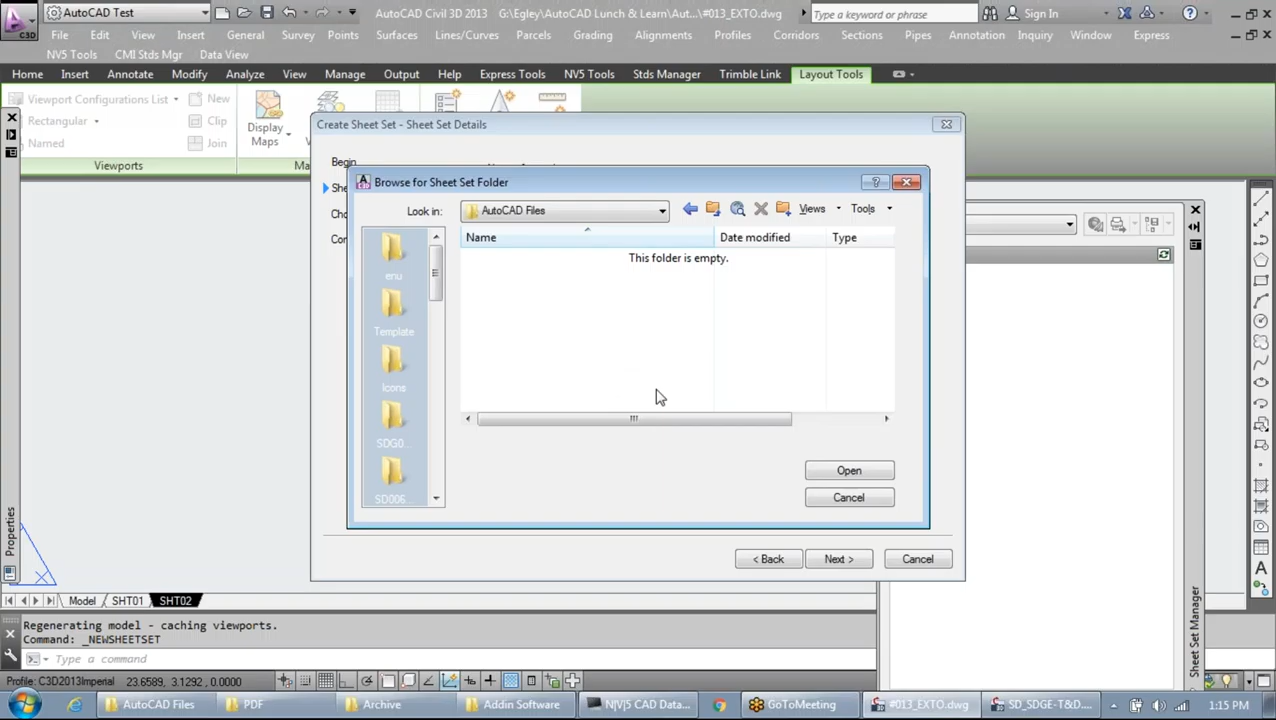 AutoCAD Test
AutoCAD Civil 3D 2013 G:\Egley\AutoCAD Lunch & Learn\Aut...\#013_EXTO.dwg
Type a keyword or phrase
Sign In
C3D
File Edit View Insert General Survey Points Surfaces Lines/Curves Parcels Grading Alignments Profiles Corridors Sections Pipes Annotation Inquiry Window Express
NV5 Tools CMI Stds Mgr Data View
Home Insert Annotate Modify Analyze View Manage Output Help Express Tools NV5 Tools Stds Manager Trimble Link Layout Tools
Viewport Configurations List New
Rectangular Clip
Named Join
Display
Maps
Viewports
Create Sheet Set - Sheet Set Details
Begin
Browse for Sheet Set Folder
Look in: AutoCAD Files Views Tools
Name Date modified Type
This folder is empty.
enu
Template
Icons
SDG0...
SD006...
Open
Cancel
< Back Next > Cancel
Properties
Sheet Set Manager
Model SHT01 SHT02
Regenerating model - caching viewports.
Command: _NEWSHEETSET
Type a command
Profile: C3D2013Imperial 23.6589, 3.1292, 0.0000
AutoCAD Files PDF Archive Addin Software N|V|5 CAD Data... GoToMeeting #013_EXTO.dwg SD_SDGE-T&D... 1:15 PM